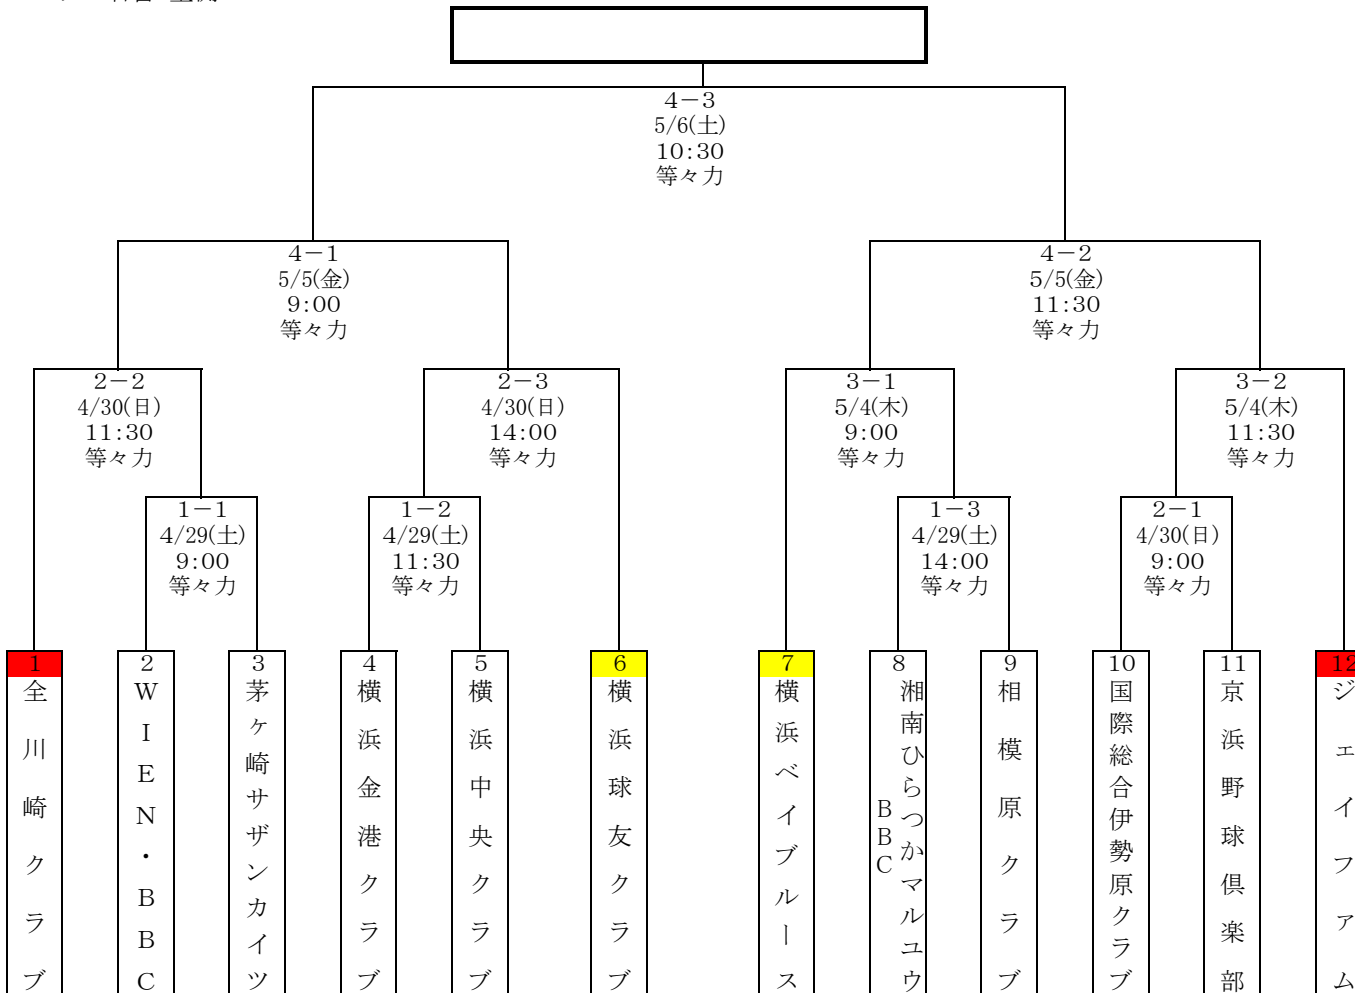 4－3
5/6(土)
10:30
等々力
4－1
5/5(金)
9:00
等々力
4－2
5/5(金)
11:30
等々力
2－2
4/30(日)
11:30
等々力
2－3
4/30(日)
14:00
等々力
3－1
5/4(木)
9:00
等々力
3－2
5/4(木)
11:30
等々力
1－1
4/29(土)
9:00
等々力
1－2
4/29(土)
11:30
等々力
1－3
4/29(土)
14:00
等々力
2－1
4/30(日)
9:00
等々力
1
全川崎クラブ
2
WIEN・BBC
3
茅ヶ崎サザンカイツ
4
横浜金港クラブ
5
横浜中央クラブ
6
横浜球友クラブ
7
横浜ベイブルース
8
湘南ひらつかマルユウ
BBC
9
相模原クラブ
10
国際総合伊勢原クラブ
11
京浜野球倶楽部
12
ジェイファム